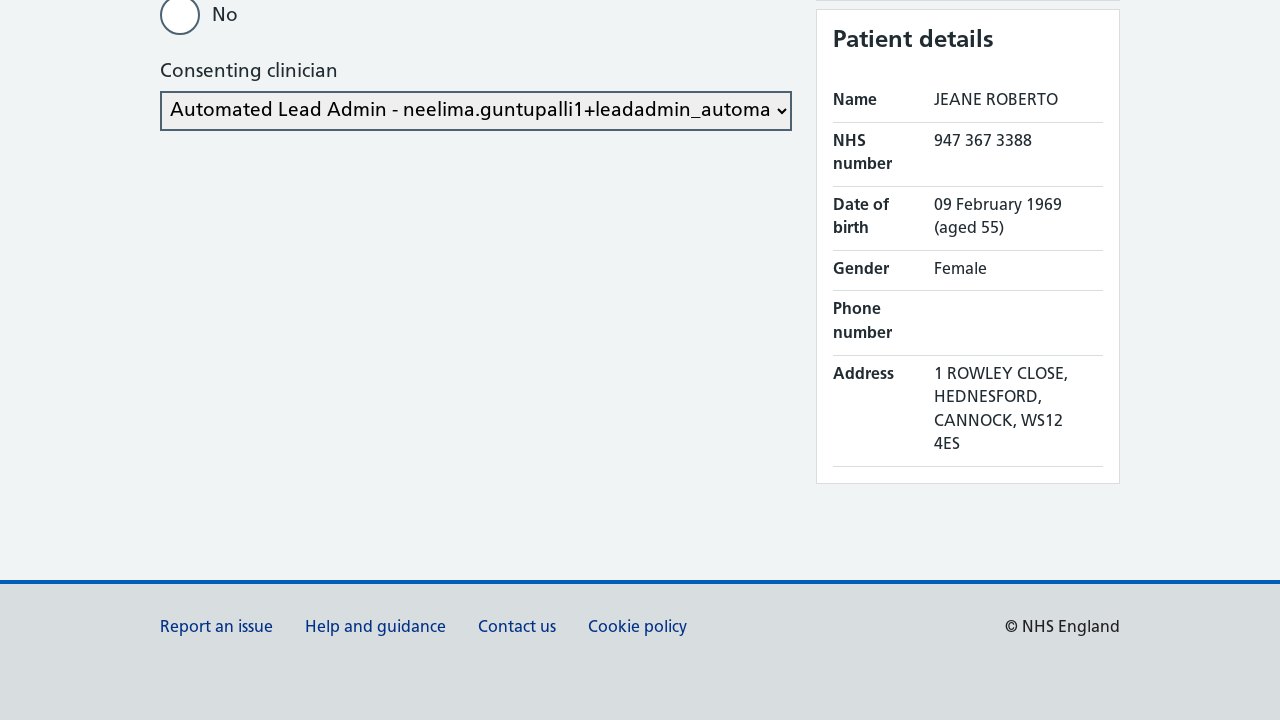 No
Consenting clinician
Automated Lead Admin - neelima.guntupalli1+leadadmin_automa
Patient details
Name JEANE ROBERTO
NHS number 947 367 3388
Date of birth 09 February 1969 (aged 55)
Gender Female
Phone number
Address 1 ROWLEY CLOSE,
HEDNESFORD,
CANNOCK, WS12
4ES
Report an issue Help and guidance Contact us Cookie policy © NHS England